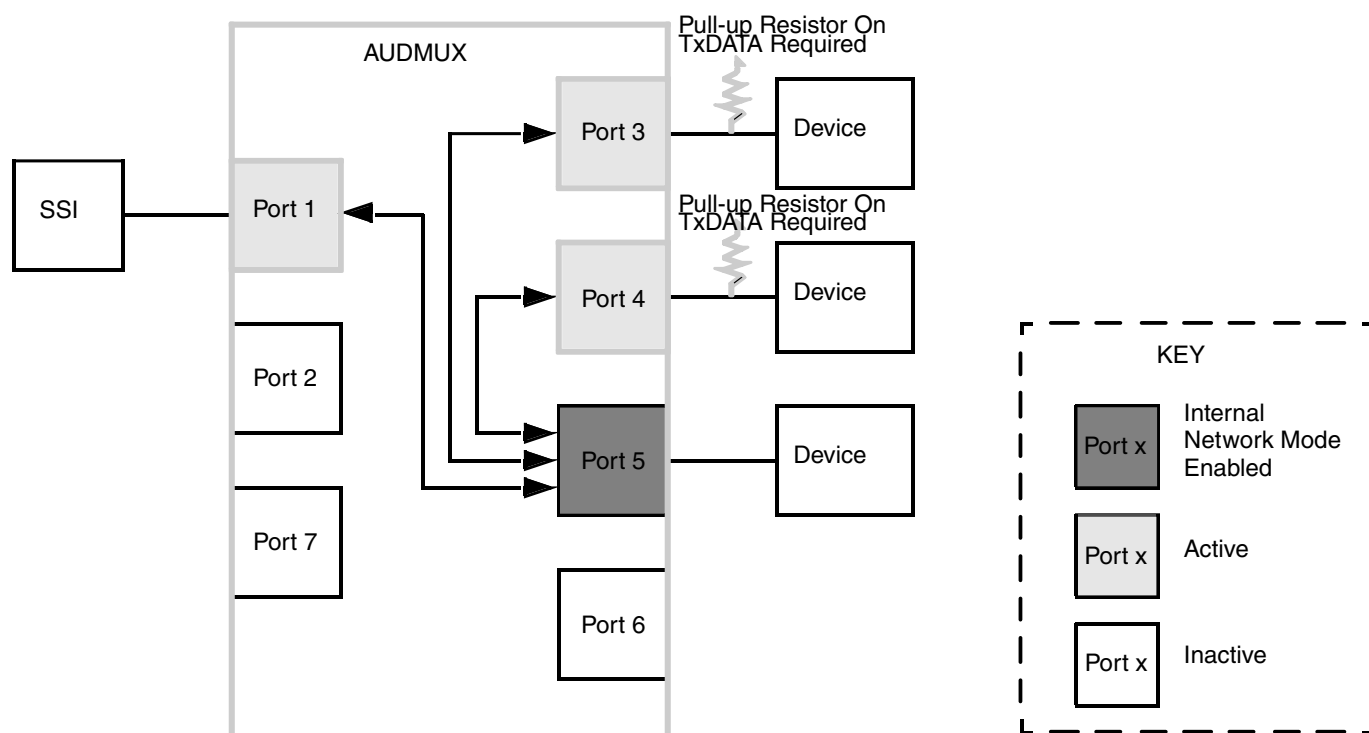 AUDMUX
Pull-up Resistor On
TxDATA Required
Port 3
Device
SSI
Port 1
Pull-up Resistor On
TxDATA Required
Port 4
Device
Port 2
Port 5
Device
Port 7
Port 6
KEY
Port x
Internal
Network Mode
Enabled
Port x
Active
Port x
Inactive